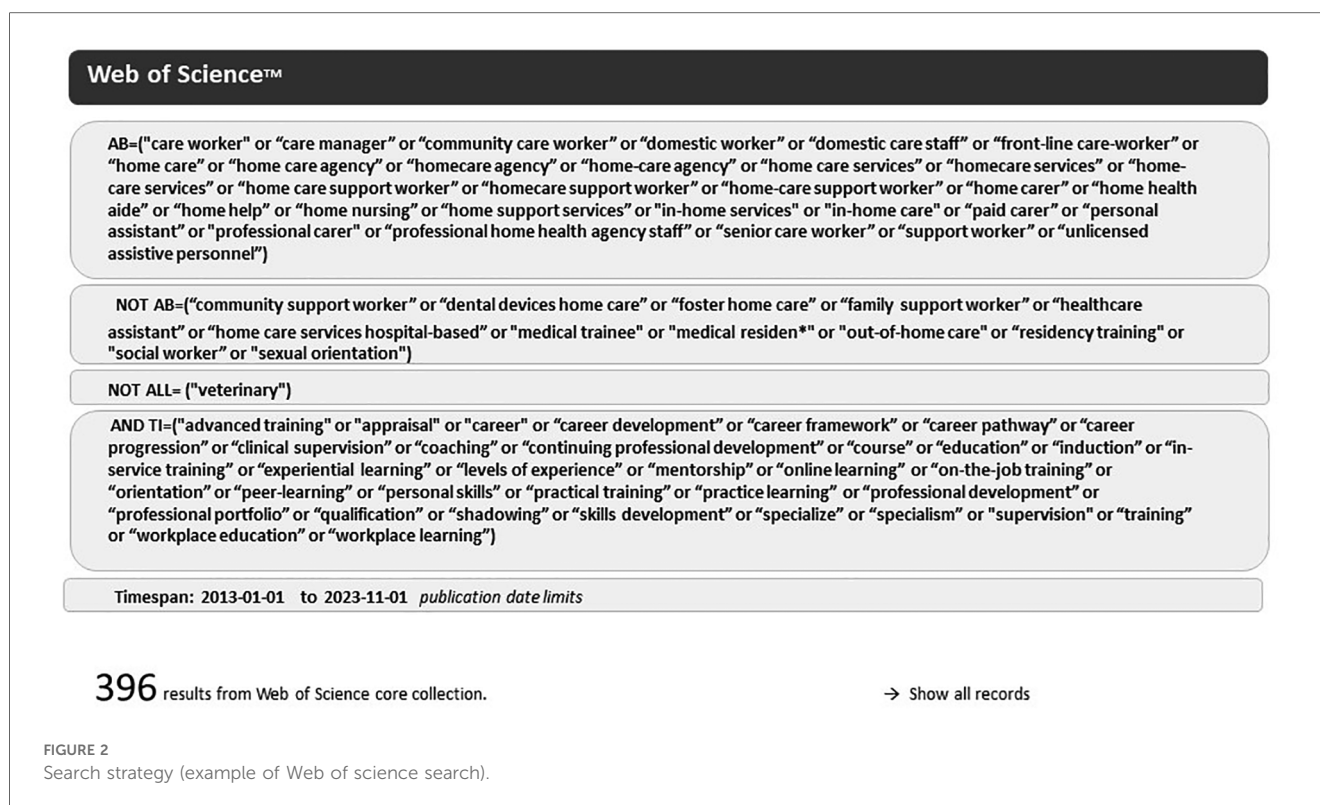 Web of Science™
AB=("care worker" or “care manager” or “community care worker” or “domestic worker” or “domestic care staff” or “front-line care-worker” or
“home care” or “home care agency” or “homecare agency” or “home-care agency” or “home care services” or “homecare services” or “home-
care services” or “home care support worker” or “homecare support worker” or “home-care support worker” or “home carer” or “home health
aide” or “home help” or “home nursing” or “home support services” or "in-home services" or "in-home care" or “paid carer” or “personal
assistant” or "professional carer" or “professional home health agency staff” or “senior care worker” or “support worker” or “unlicensed
assistive personnel”)
NOT AB=(“community support worker” or “dental devices home care” or “foster home care” or “family support worker” or “healthcare
assistant” or “home care services hospital-based” or "medical trainee" or "medical residen*" or "out-of-home care" or “residency training” or
"social worker” or "sexual orientation")
NOT ALL= ("veterinary")
AND TI=("advanced training" or "appraisal" or "career" or “career development” or “career framework” or “career pathway” or “career
progression” or “clinical supervision” or “coaching” or “continuing professional development” or “course” or “education” or “induction” or “in-
service training” or “experiential learning” or “levels of experience” or “mentorship” or “online learning” or “on-the-job training” or
“orientation” or “peer-learning” or “personal skills” or “practical training” or “practice learning” or “professional development” or
“professional portfolio” or “qualification” or “shadowing” or “skills development” or “specialize” or “specialism” or "supervision" or “training”
or “workplace education” or “workplace learning”)
Timespan: 2013-01-01 to 2023-11-01 publication date limits
396 results from Web of Science core collection. → Show all records
FIGURE 2
Search strategy (example of Web of science search).